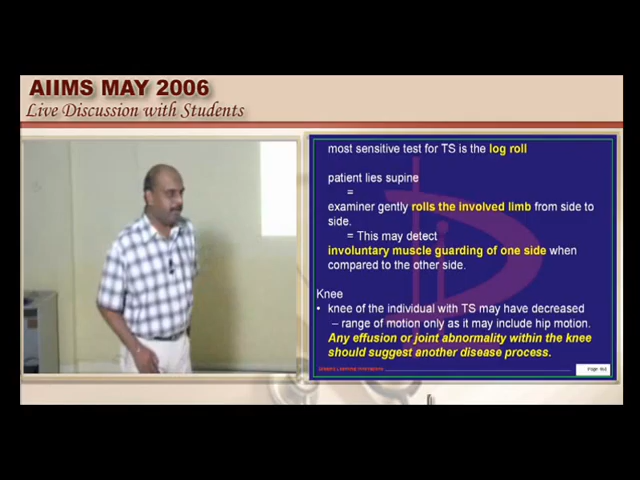 AIIMS MAY 2006
Live Discussion with Students
most sensitive test for TS is the log roll
patient lies supine
=
examiner gently rolls the involved limb from side to
side.
= This may detect
involuntary muscle guarding of one side when
compared to the other side.
Knee
• knee of the individual with TS may have decreased
– range of motion only as it may include hip motion.
Any effusion or joint abnormality within the knee
should suggest another disease process.